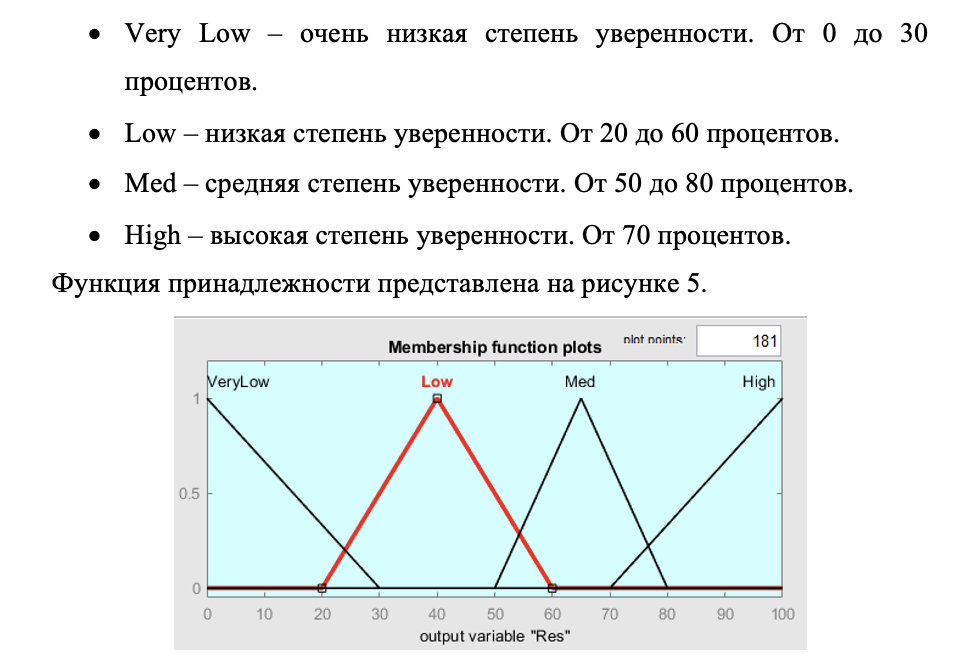 • Very Low – очень низкая степень уверенности. От 0 до 30
процентов.
• Low – низкая степень уверенности. От 20 до 60 процентов.
• Med – средняя степень уверенности. От 50 до 80 процентов.
• High – высокая степень уверенности. От 70 процентов.
Функция принадлежности представлена на рисунке 5.
Membership function plots plot points: 181
VeryLow Low Med High
1
0.5
0
0 10 20 30 40 50 60 70 80 90 100
output variable "Res"